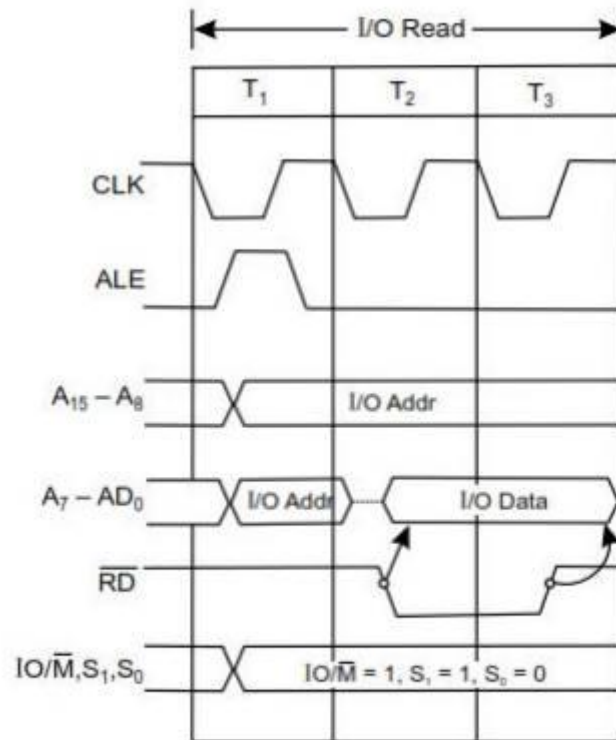 I/O Read
T₁ T₂ T₃
CLK
ALE
A₁₅ – A₈ I/O Addr
A₇ – AD₀ I/O Addr I/O Data
R̅D̅
IO/M̅,S₁,S₀ IO/M̅ = 1, S₁ = 1, S₀ = 0